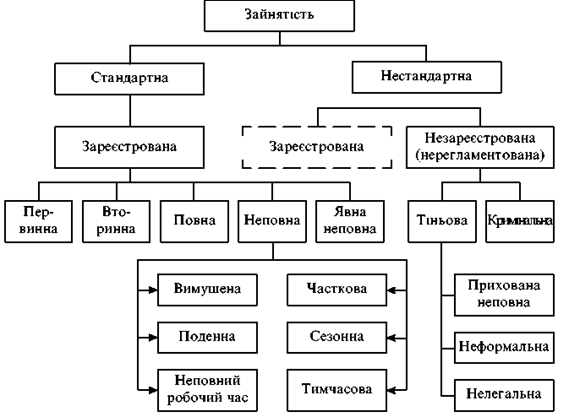 Зайнятість
Стандартна
Нестандартна
Зареєстрована
Зареєстрована
Незареєстрована
(нерегламентована)
Пер-
винна
Вто-
ринна
Повна
Неповна
Явна
неповна
Тіньова
Вимушена
Часткова
Прихована
неповна
Поденна
Сезонна
Неформальна
Неповний
робочий час
Тимчасова
Нелегальна